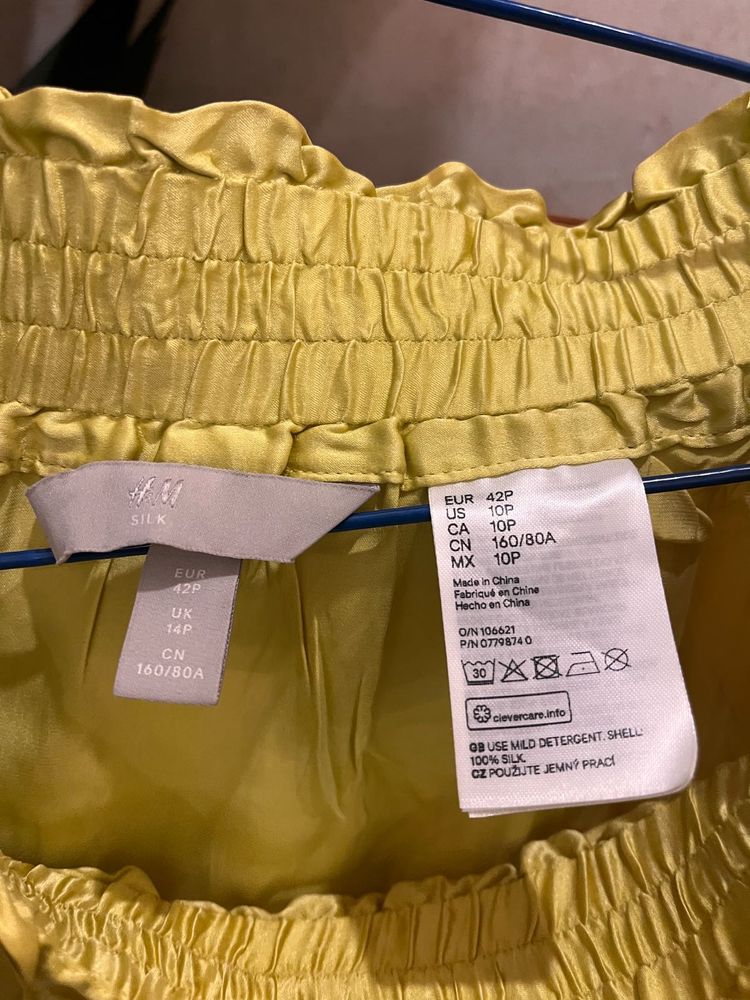 H&M
SILK
EUR
42P
UK
14P
CN
160/80A
EUR 42P
US 10P
CA 10P
CN 160/80A
MX 10P
Made in China
Fabriqué en Chine
Hecho en China
O/N 106621
P/N 0779874 0
30
clevercare.info
GB USE MILD DETERGENT. SHELL:
100% SILK.
CZ POUŽIJTE JEMNÝ PRACÍ